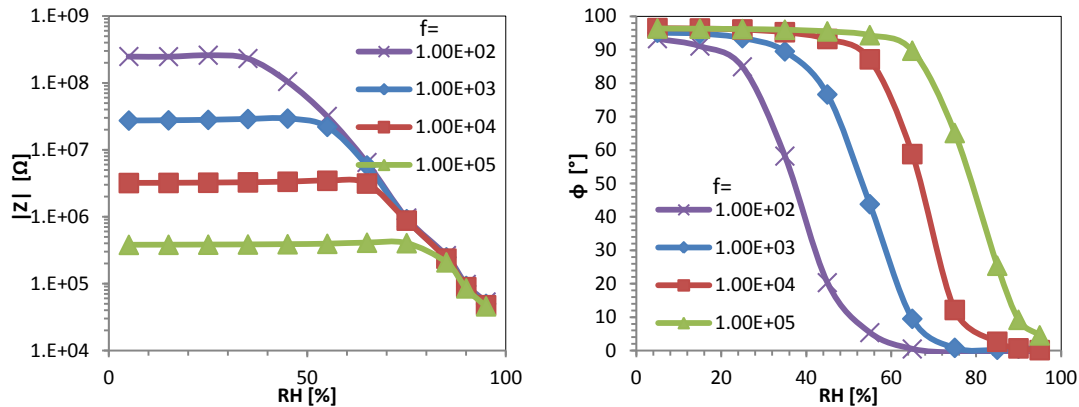 1.E+09
1.E+08
1.E+07
1.E+06
1.E+05
1.E+04
|Z| [Ω]
f=
1.00E+02
1.00E+03
1.00E+04
1.00E+05
0 50 100
RH [%]
100
90
80
70
60
50
40
30
20
10
0
ϕ [°]
f=
1.00E+02
1.00E+03
1.00E+04
1.00E+05
0 20 40 60 80 100
RH [%]